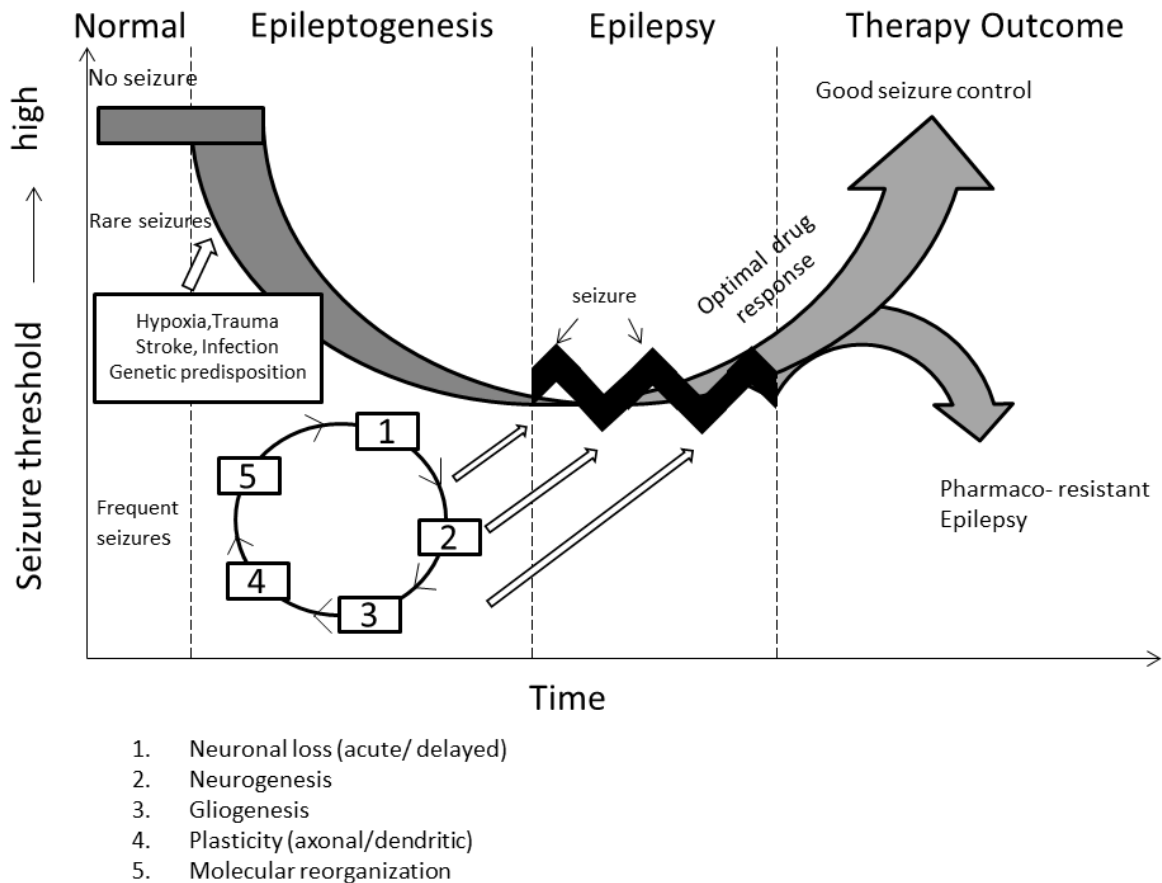 Normal
Epileptogenesis
Epilepsy
Therapy Outcome
No seizure
Good seizure control
high
Rare seizures
Optimal drug
response
seizure
Hypoxia,Trauma
Stroke, Infection
Genetic predisposition
Seizure threshold
1
5
2
4
3
Frequent
seizures
Pharmaco- resistant
Epilepsy
Time
1. Neuronal loss (acute/ delayed)
2. Neurogenesis
3. Gliogenesis
4. Plasticity (axonal/dendritic)
5. Molecular reorganization